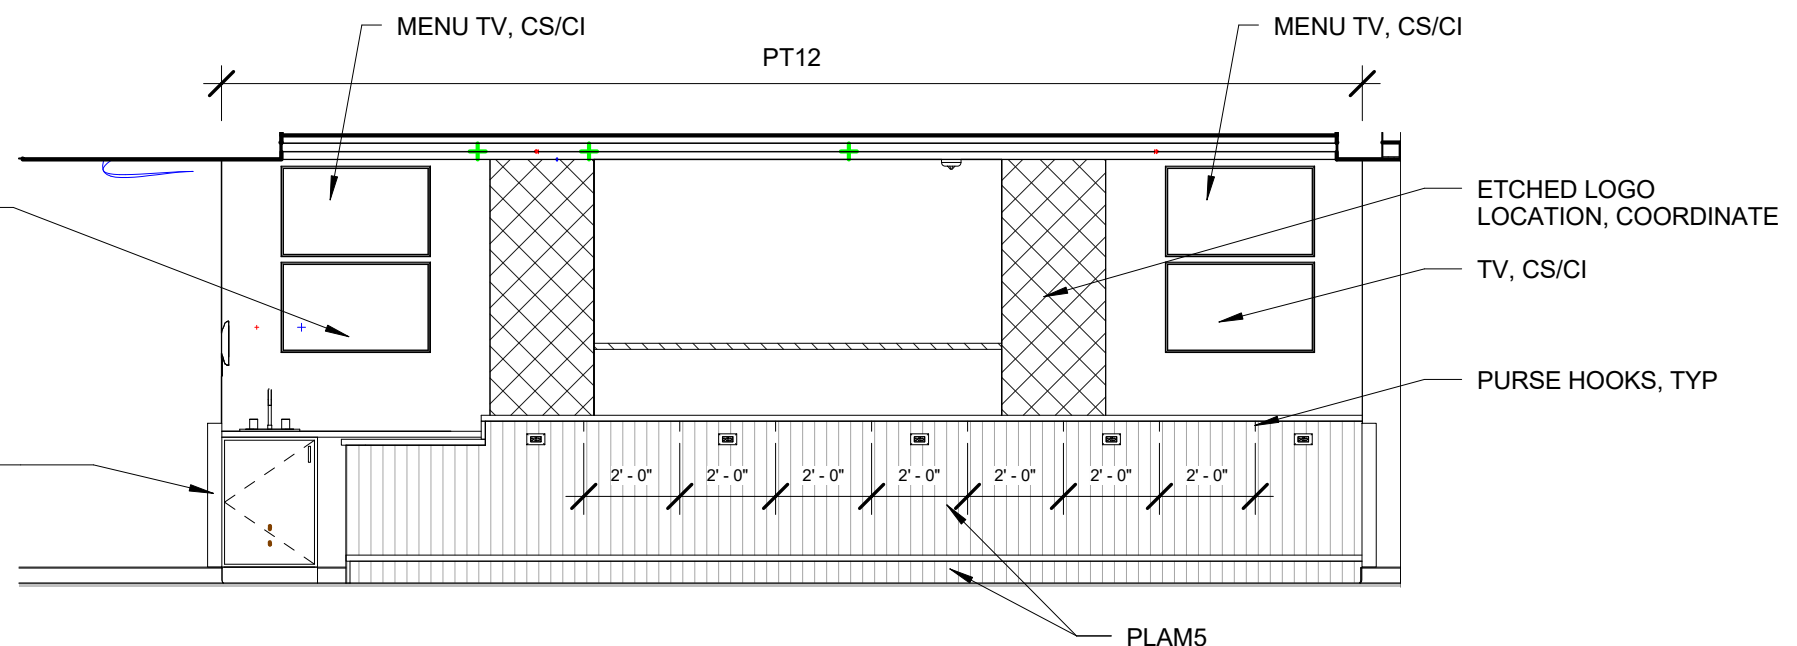 MENU TV, CS/CI
MENU TV, CS/CI
PT12
ETCHED LOGO
LOCATION, COORDINATE
TV, CS/CI
PURSE HOOKS, TYP
2' - 0"
2' - 0"
2' - 0"
2' - 0"
2' - 0"
2' - 0"
2' - 0"
PLAM5